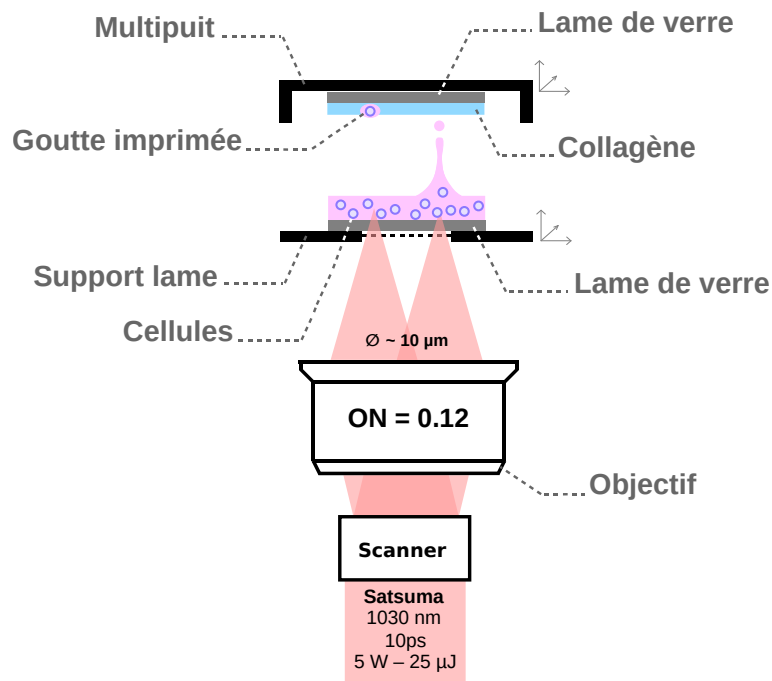 Multipuit
Lame de verre
Goutte imprimée
Collagène
Support lame
Lame de verre
Cellules
Ø ~ 10 µm
ON = 0.12
Objectif
Scanner
Satsuma
1030 nm
10ps
5 W – 25 µJ